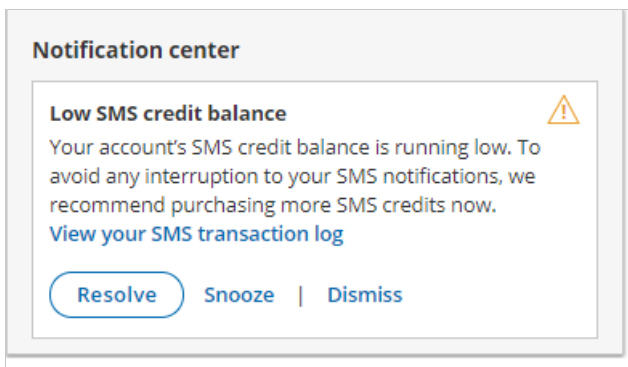 Notification center
Low SMS credit balance
Your account's SMS credit balance is running low. To
avoid any interruption to your SMS notifications, we
recommend purchasing more SMS credits now.
View your SMS transaction log
Resolve Snooze | Dismiss